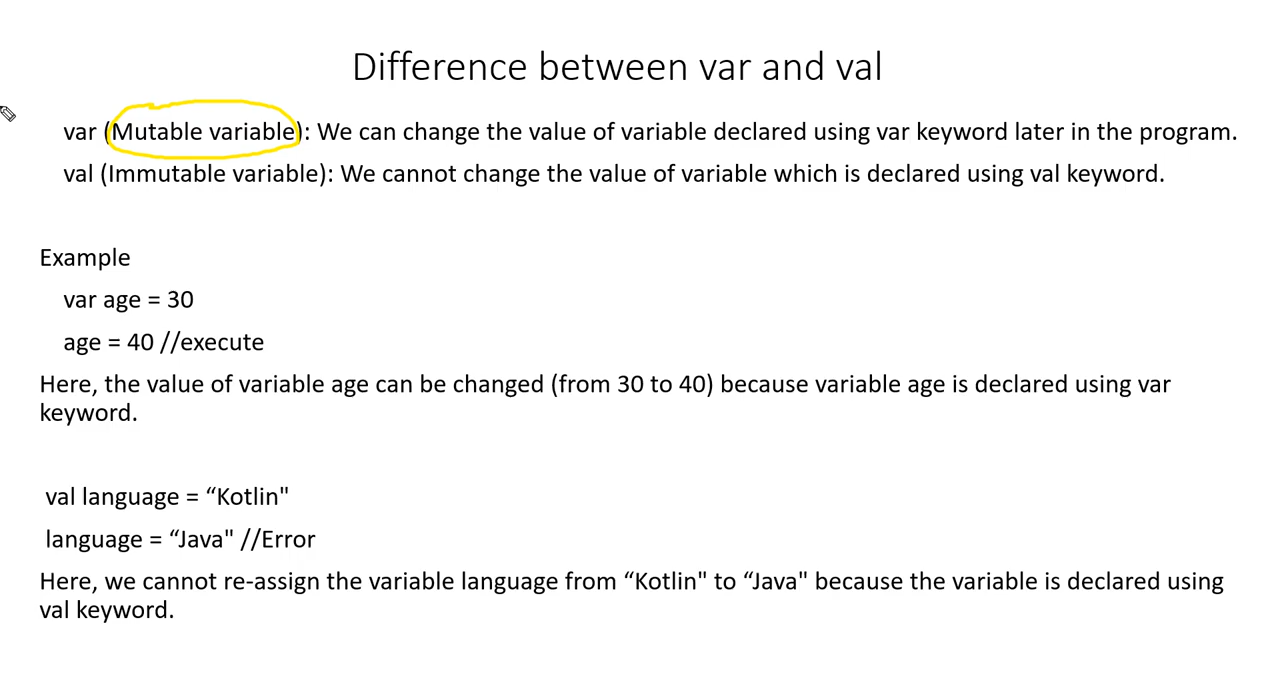 Difference between var and val
var (Mutable variable): We can change the value of variable declared using var keyword later in the program.
val (Immutable variable): We cannot change the value of variable which is declared using val keyword.
Example
var age = 30
age = 40 //execute
Here, the value of variable age can be changed (from 30 to 40) because variable age is declared using var
keyword.
val language = “Kotlin"
language = “Java" //Error
Here, we cannot re-assign the variable language from “Kotlin" to “Java" because the variable is declared using
val keyword.